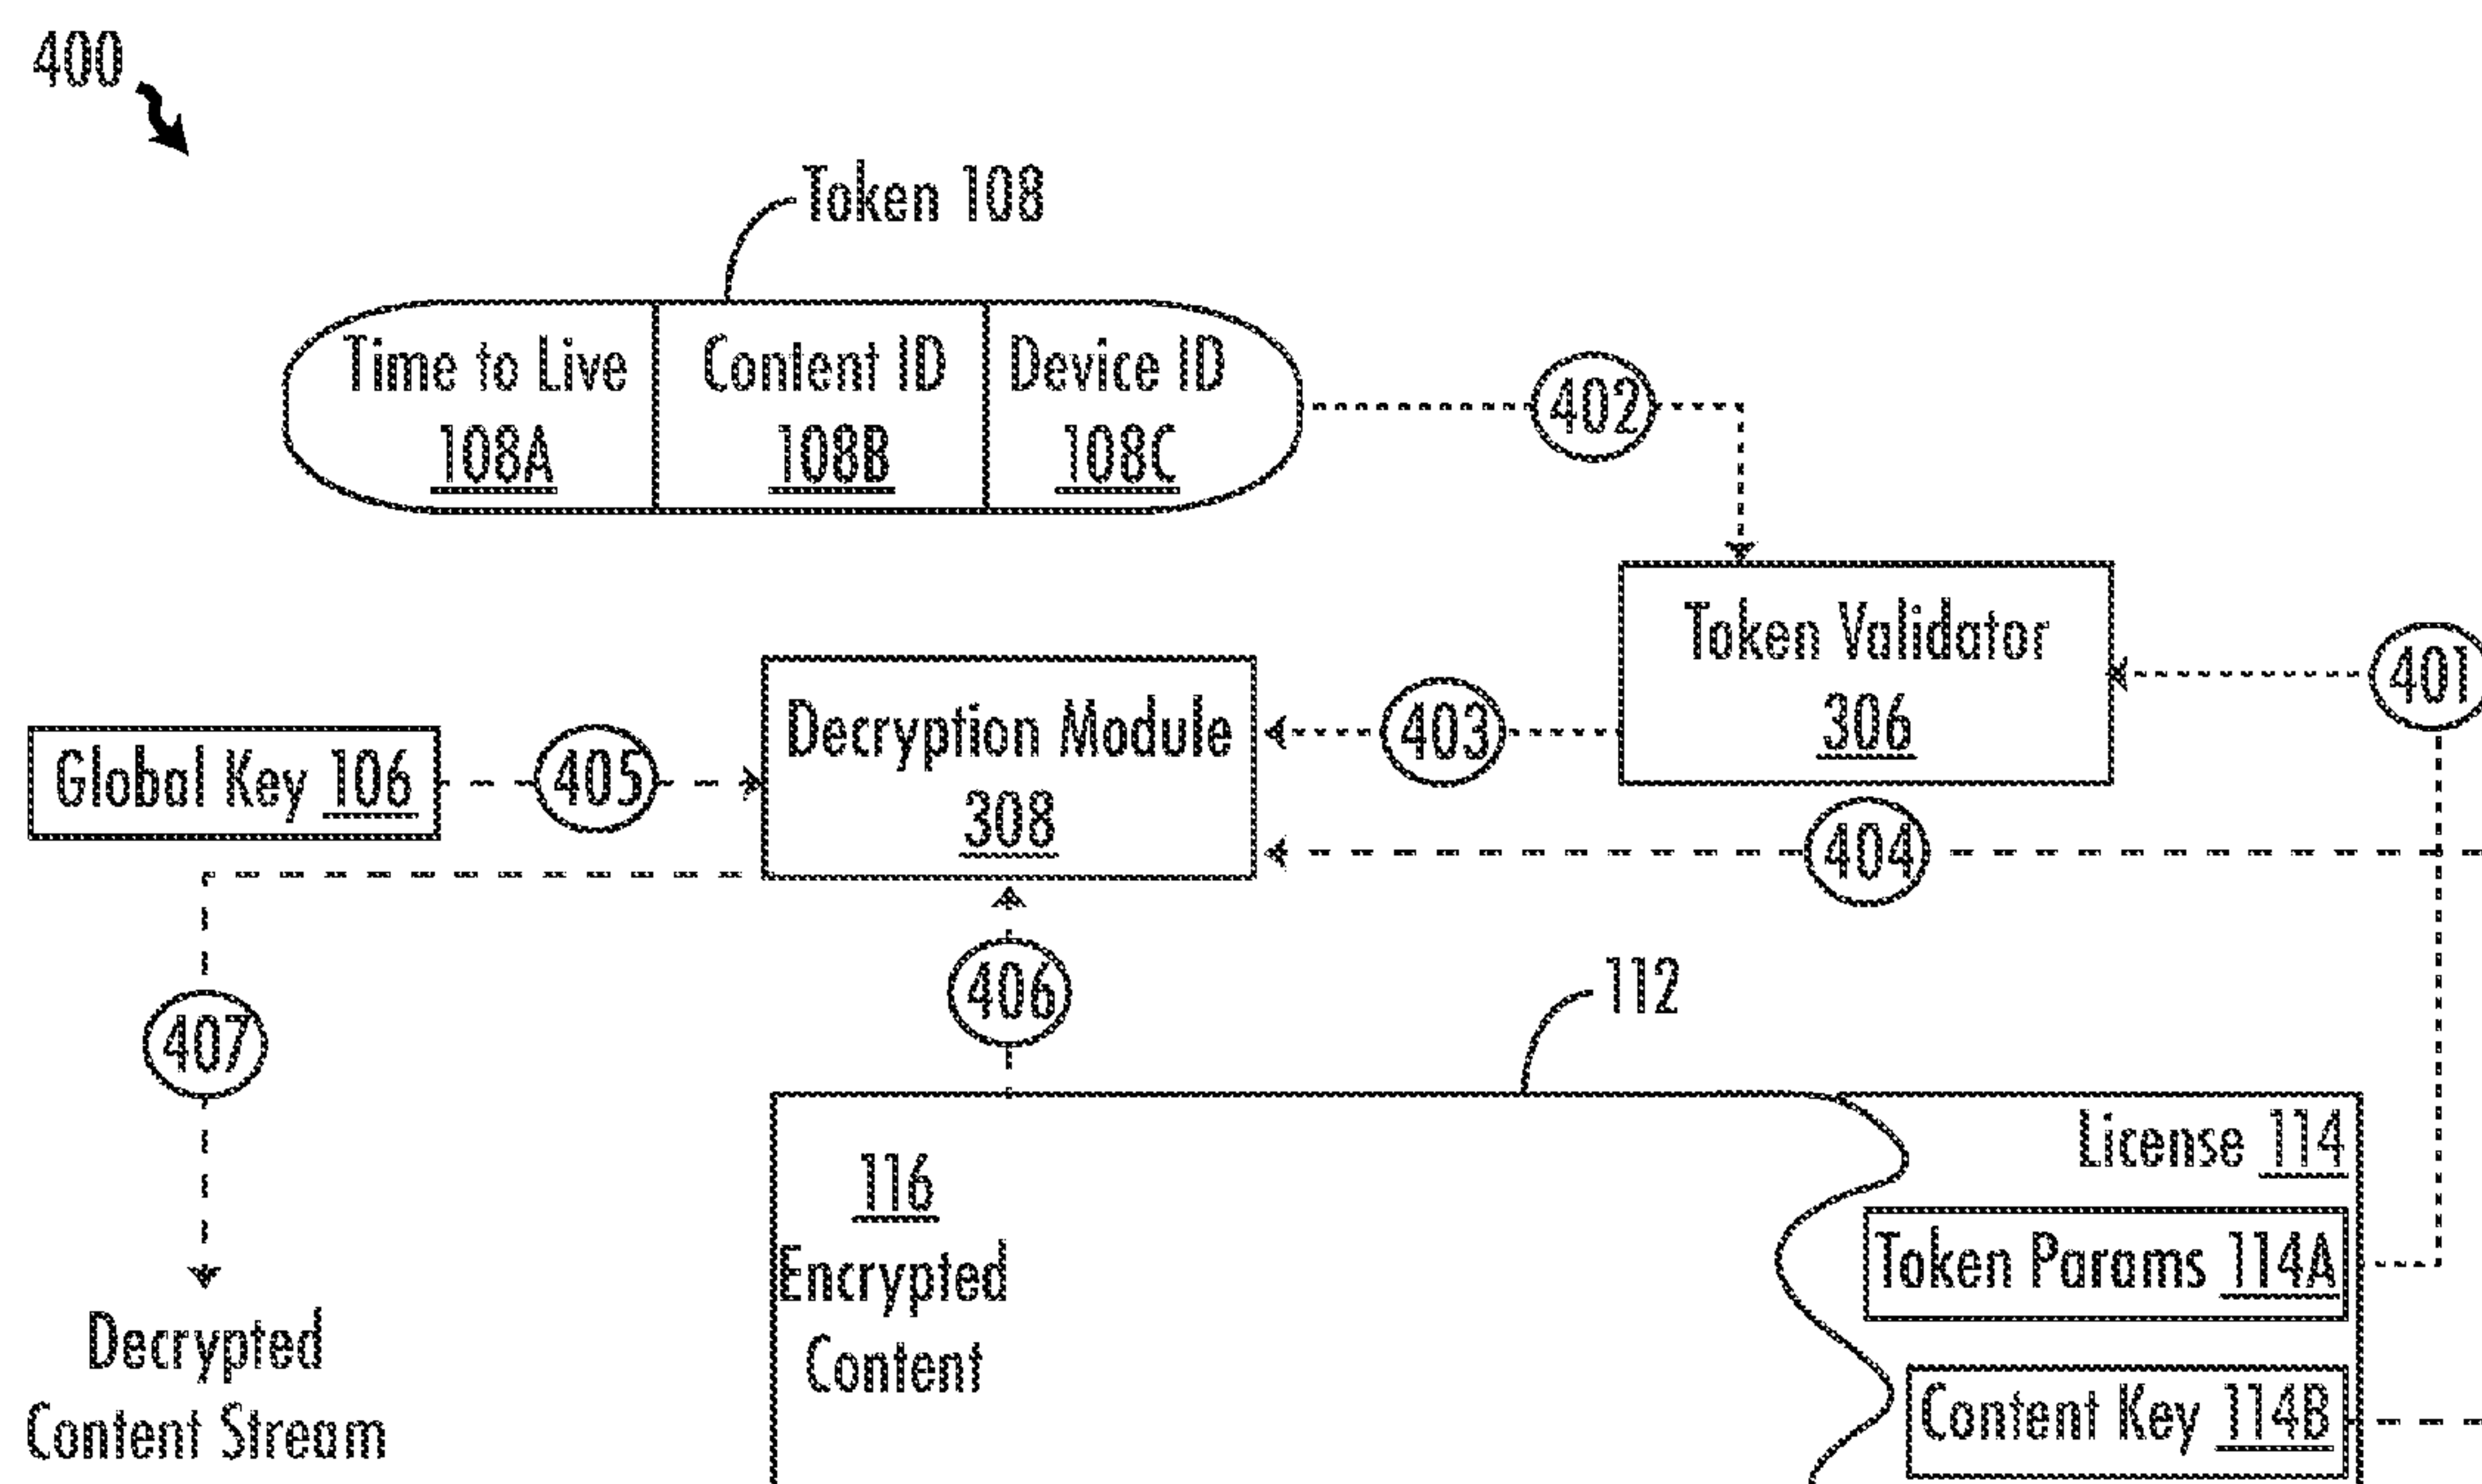 400
Token 108
Time to Live
108A
Content ID
108B
Device ID
108C
402
Token Validator
306
401
Decryption Module
308
403
Global Key 106
405
404
406
407
112
License 114
116
Encrypted
Content
Token Params 114A
Content Key 114B
Decrypted
Content Stream